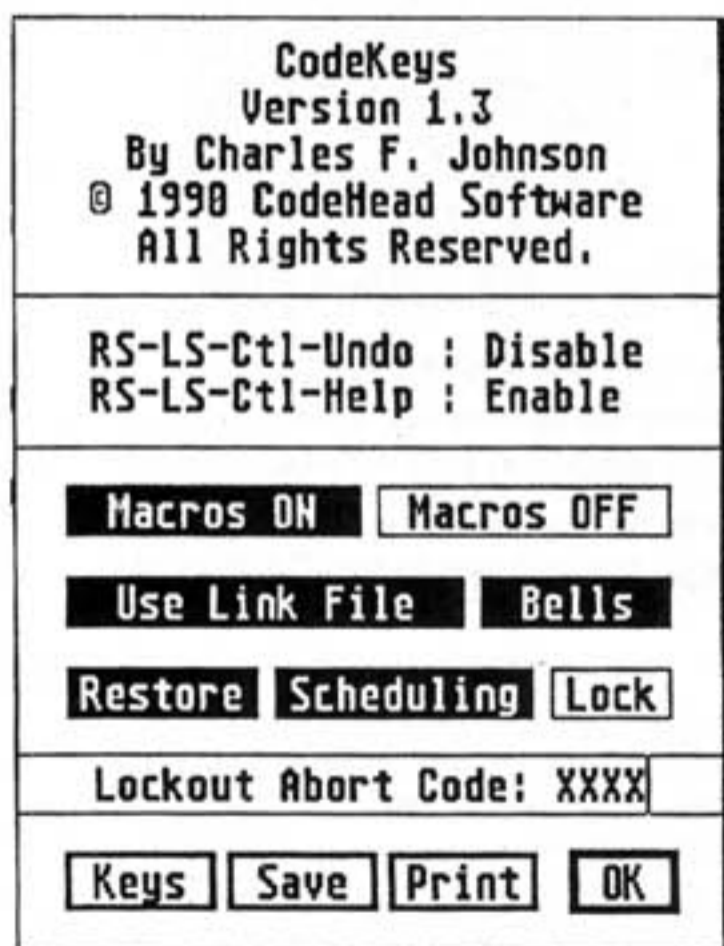 CodeKeys
Version 1.3
By Charles F. Johnson
© 1990 CodeHead Software
All Rights Reserved.
RS-LS-Ctl-Undo : Disable
RS-LS-Ctl-Help : Enable
Macros ON Macros OFF
Use Link File Bells
Restore Scheduling Lock
Lockout Abort Code: XXXX
Keys Save Print OK